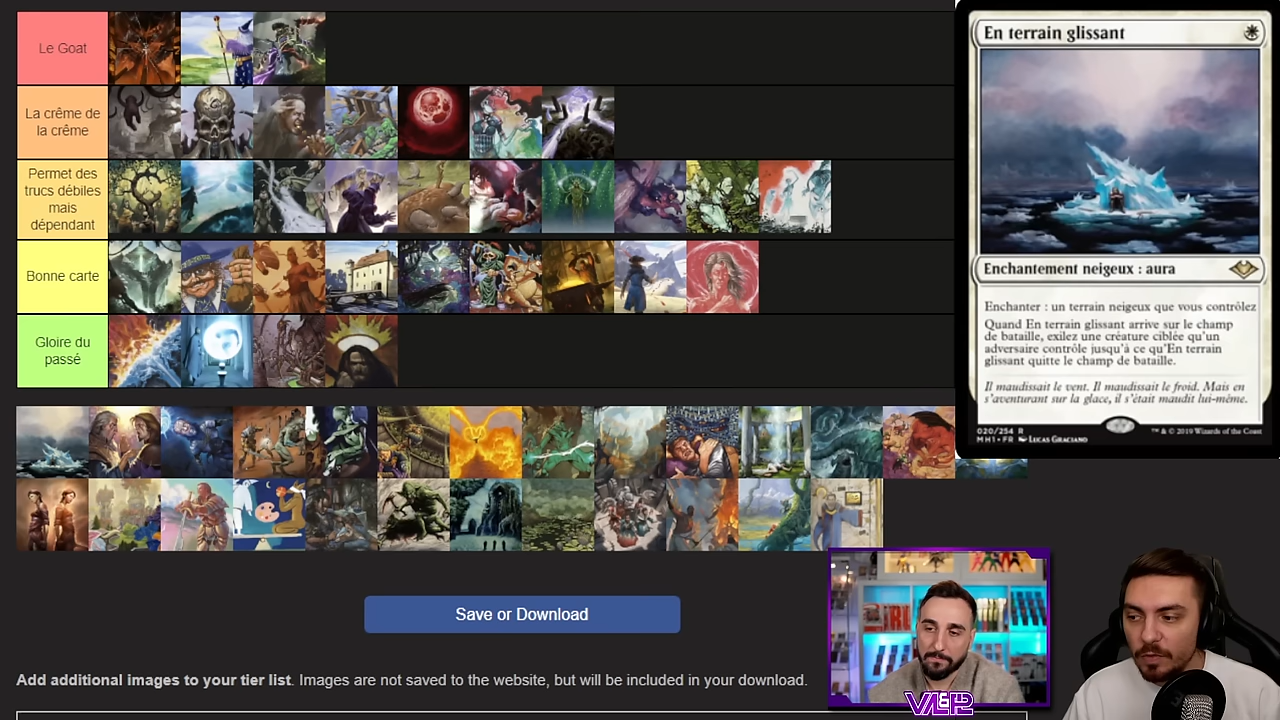 Le Goat
La crême de
la crême
Permet des
trucs débiles
mais
dépendant
Bonne carte
Gloire du
passé
En terrain glissant
Enchantement neigeux : aura
Enchanter : un terrain neigeux que vous contrôlez
Quand En terrain glissant arrive sur le champ
de bataille, exilez une créature ciblée qu'un
adversaire contrôle jusqu'à ce qu'En terrain
glissant quitte le champ de bataille.
Il maudissait le vent. Il maudissait le froid. Mais en
s'aventurant sur la glace, il s'était maudit lui-même.
020/254 R
MH1 • FR LUCAS GRACIANO
™ & © 2019 Wizards of the Coast
Save or Download
Add additional images to your tier list. Images are not saved to the website, but will be included in your download.